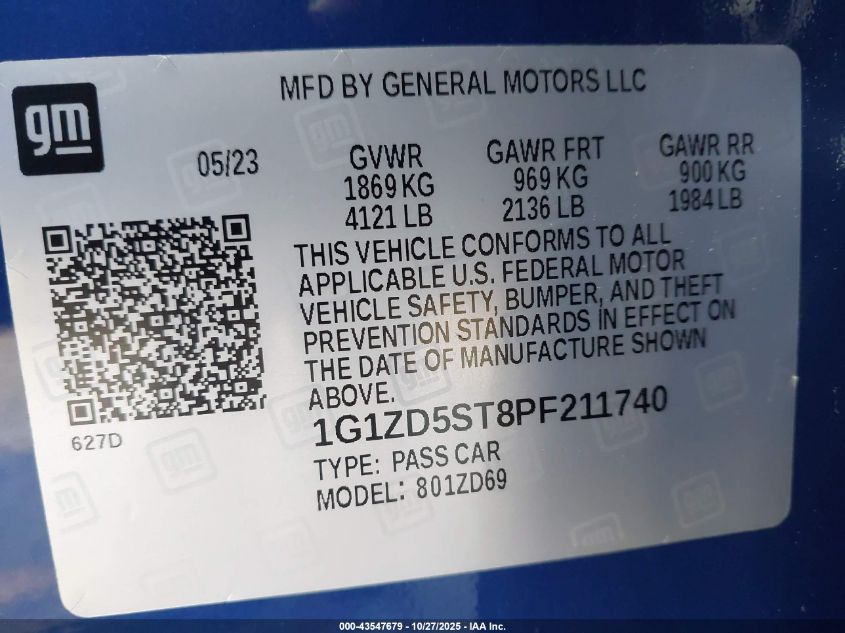 MFD BY GENERAL MOTORS LLC
gm
05/23
GVWR
1869 KG
4121 LB
GAWR FRT
969 KG
2136 LB
GAWR RR
900 KG
1984 LB
THIS VEHICLE CONFORMS TO ALL
APPLICABLE U.S. FEDERAL MOTOR
VEHICLE SAFETY, BUMPER, AND THEFT
PREVENTION STANDARDS IN EFFECT ON
THE DATE OF MANUFACTURE SHOWN
ABOVE.
627D
1G1ZD5ST8PF211740
TYPE: PASS CAR
MODEL: 801ZD69
000-43547679 - 10/27/2025 - IAA Inc.